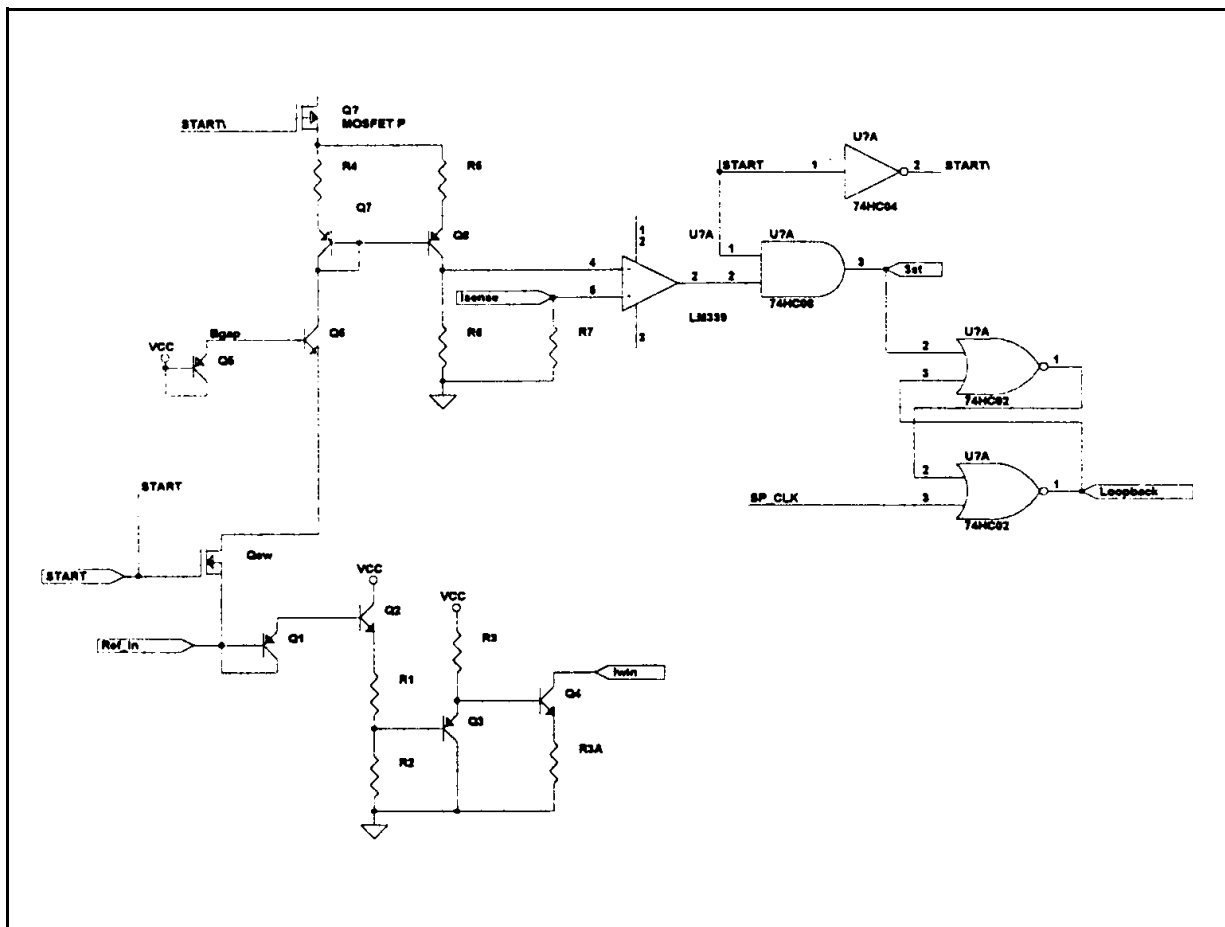 Q?
MOSFET P
START\
R4
R5
Q7
Q8
START
1
U?A
2
START\
74HC04
1
2
U?A
U?A
1
3
Set
4
-
2
2
Isense
5
+
LM339
74HC08
R6
R7
3
U?A
Bgap
Q6
VCC
Q5
2
1
3
74HC02
U?A
2
START
SP_CLK
3
1
Loopback
74HC02
Qsw
START
VCC
Q2
VCC
Ref_In
Q1
R3
Iwin
R1
Q4
Q3
R2
R3A